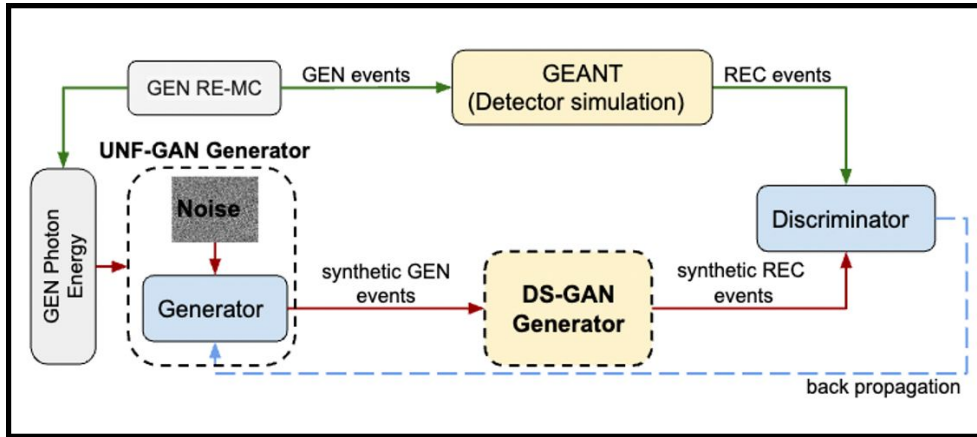 GEN RE-MC
GEN events
GEANT
(Detector simulation)
REC events
UNF-GAN Generator
Noise
GEN Photon
Energy
Generator
synthetic GEN
events
DS-GAN
Generator
synthetic REC
events
Discriminator
back propagation